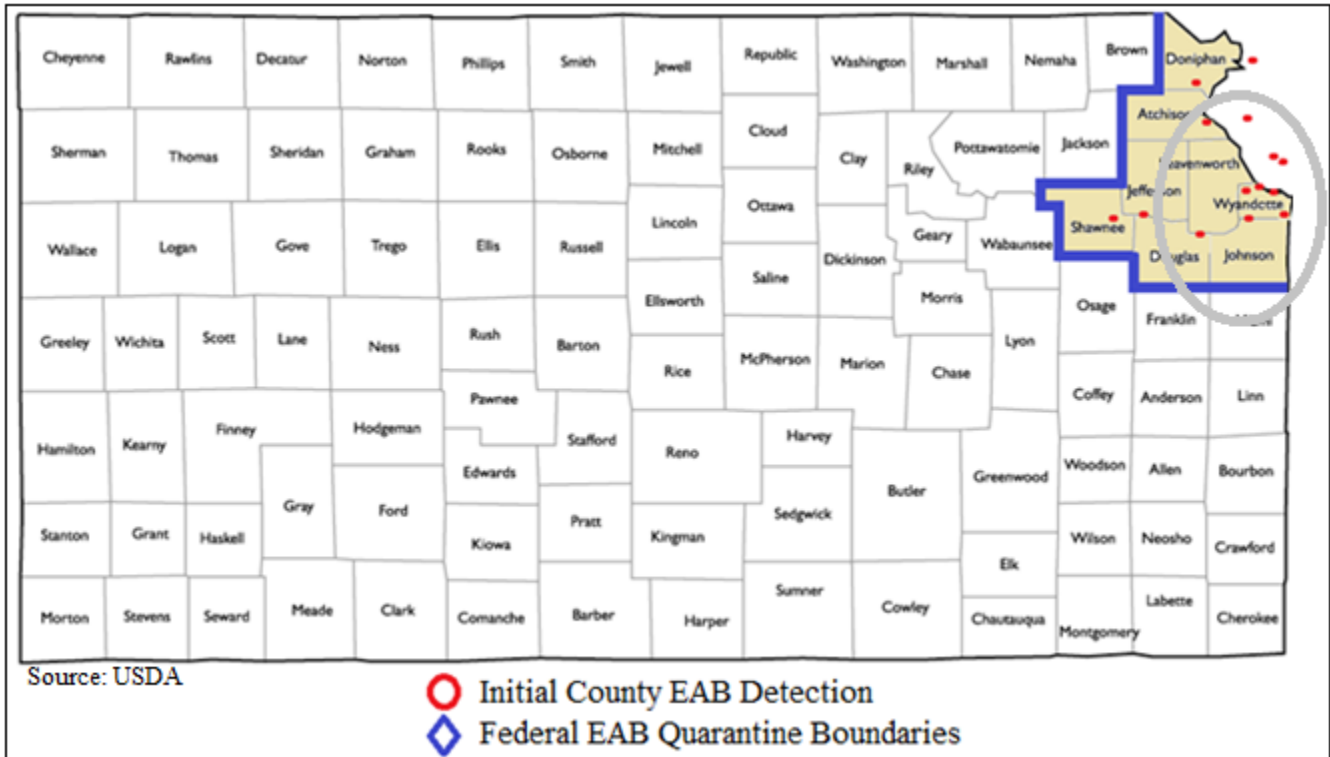 Cheyenne Rawlins Decatur Norton Phillips Smith Jewell Republic Washington Marshall Nemaha Brown Doniphan
Sherman Thomas Sheridan Graham Rooks Osborne Mitchell Cloud Clay Riley Pottawatomie Jackson Atchison
Lincoln Ottawa Jefferson Leavenworth
Wallace Logan Gove Trego Ellis Russell Dickinson Geary Wabaunsee Shawnee Wyandotte
Ellsworth Saline Morris Douglas Johnson
Greeley Wichita Scott Lane Ness Rush Barton Rice McPherson Marion Chase Lyon Osage Franklin
Hamilton Kearny Finney Hodgeman Pawnee Stafford Reno Harvey Coffey Anderson Linn
Edwards Butler Greenwood Woodson Allen Bourbon
Stanton Grant Haskell Gray Ford Kiowa Pratt Kingman Sedgwick Elk Wilson Neosho Crawford
Morton Stevens Seward Meade Clark Comanche Barber Harper Sumner Cowley Chautauqua Montgomery Labette Cherokee
Source: USDA
Initial County EAB Detection
Federal EAB Quarantine Boundaries